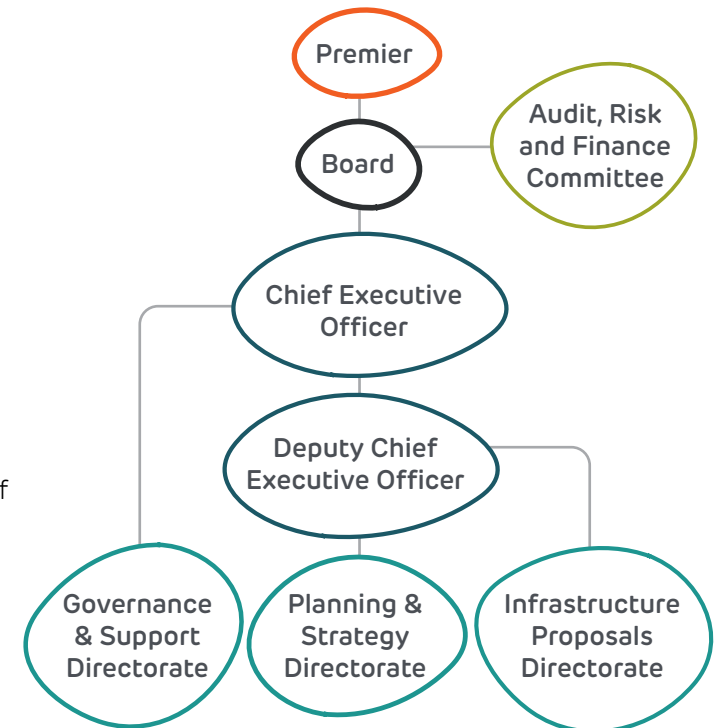 Premier
Audit, Risk
and Finance
Committee
Board
Chief Executive
Officer
Deputy Chief
Executive Officer
f
Governance
& Support
Directorate
Planning &
Strategy
Directorate
Infrastructure
Proposals
Directorate